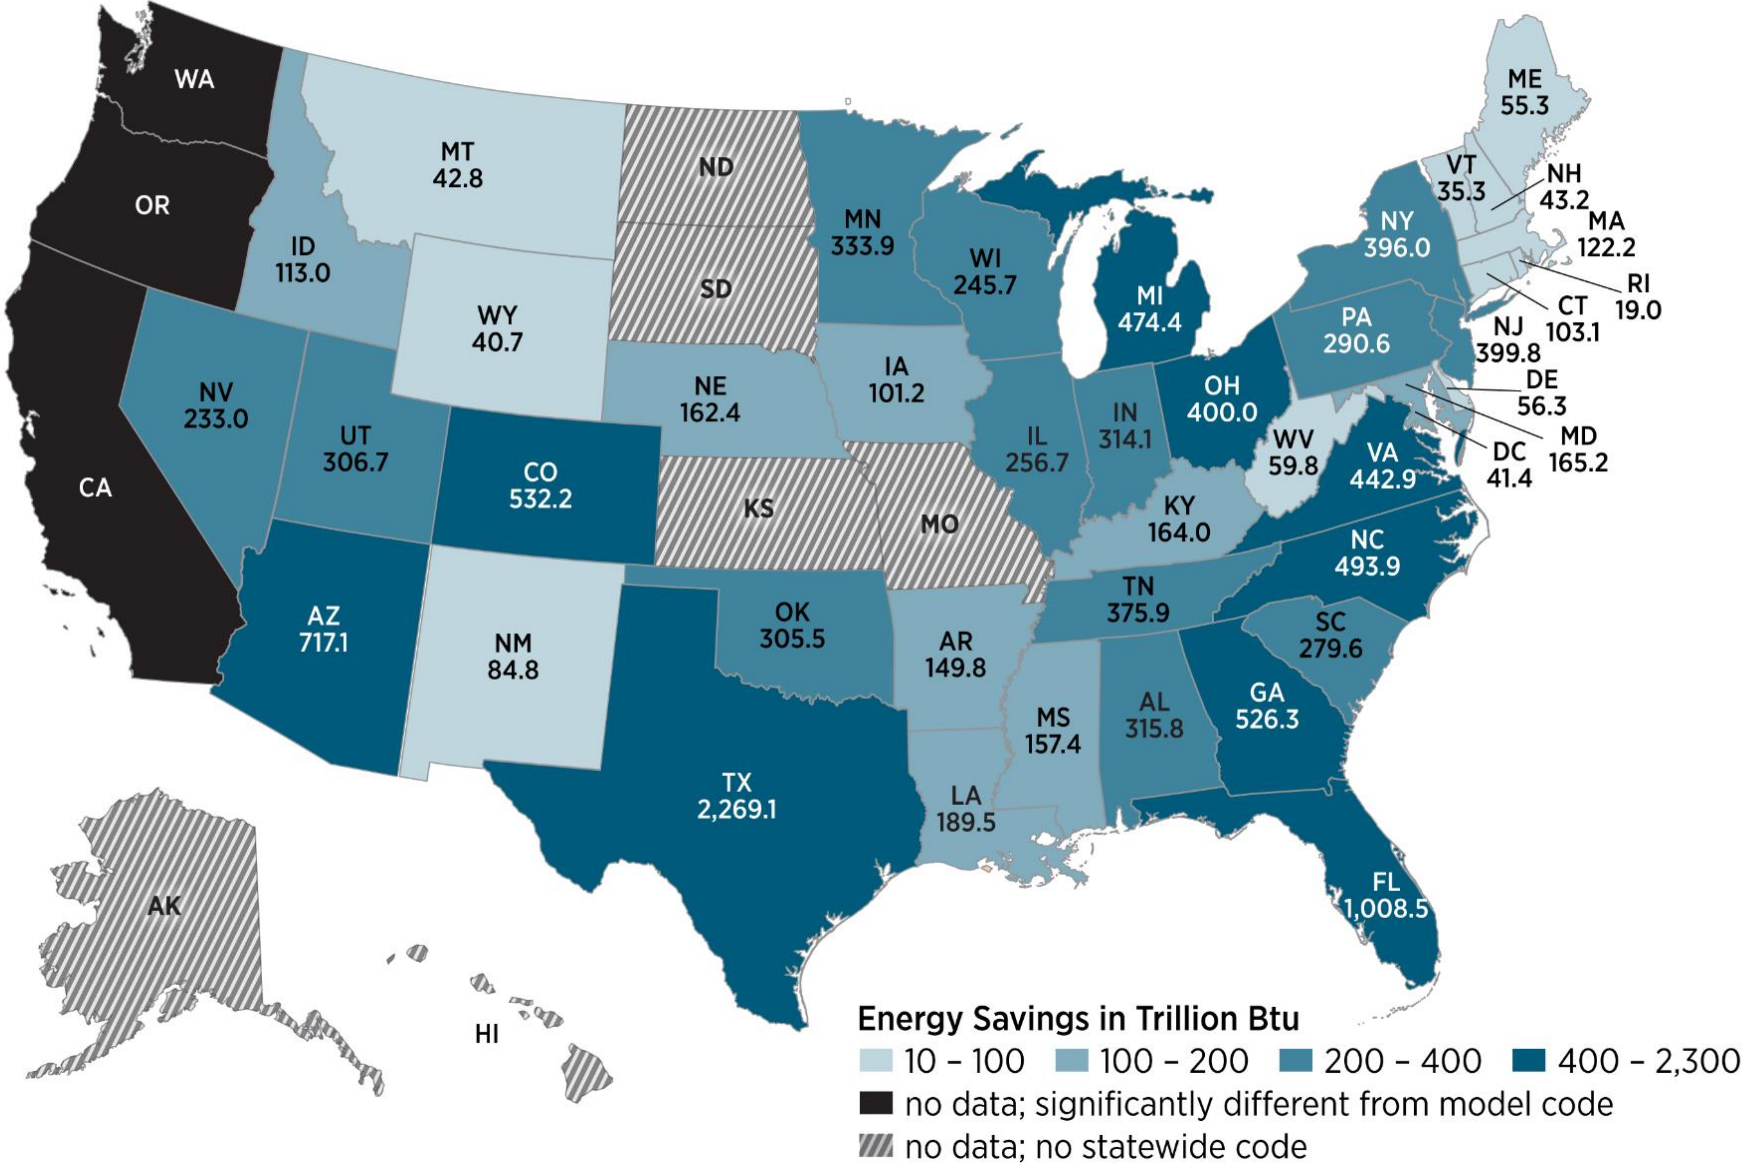 WA
OR
CA
MT
42.8
ID
113.0
WY
40.7
NV
233.0
UT
306.7
CO
532.2
AZ
717.1
NM
84.8
ND
SD
NE
162.4
KS
OK
305.5
TX
2,269.1
MN
333.9
IA
101.2
MO
AR
149.8
LA
189.5
WI
245.7
IL
256.7
MI
474.4
IN
314.1
OH
400.0
KY
164.0
TN
375.9
MS
157.4
AL
315.8
GA
526.3
FL
1,008.5
SC
279.6
NC
493.9
VA
442.9
WV
59.8
PA
290.6
NY
396.0
ME
55.3
VT
35.3
NH
43.2
MA
122.2
RI
19.0
CT
103.1
NJ
399.8
DE
56.3
MD
165.2
DC
41.4
AK
HI
Energy Savings in Trillion Btu
10 – 100
100 – 200
200 – 400
400 – 2,300
no data; significantly different from model code
no data; no statewide code